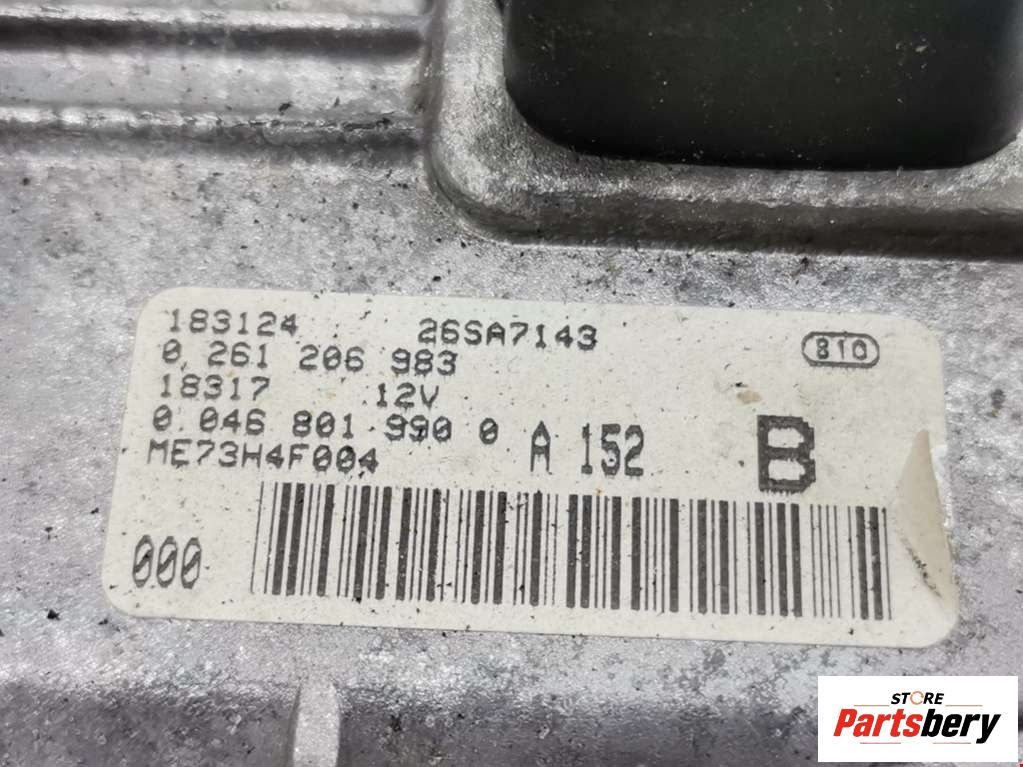 183124 26SA7143
810
0 261 206 983
18317 12V
0 046 801 990 0 A 152 B
ME73H4F004
000
STORE
Partsbery